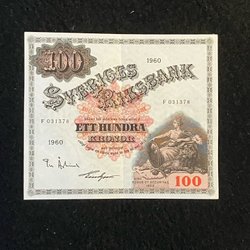 100
SVERIGES
RIKSBANK
1960
F 031378
F 031378
ETT HUNDRA
KRONOR
1960
100